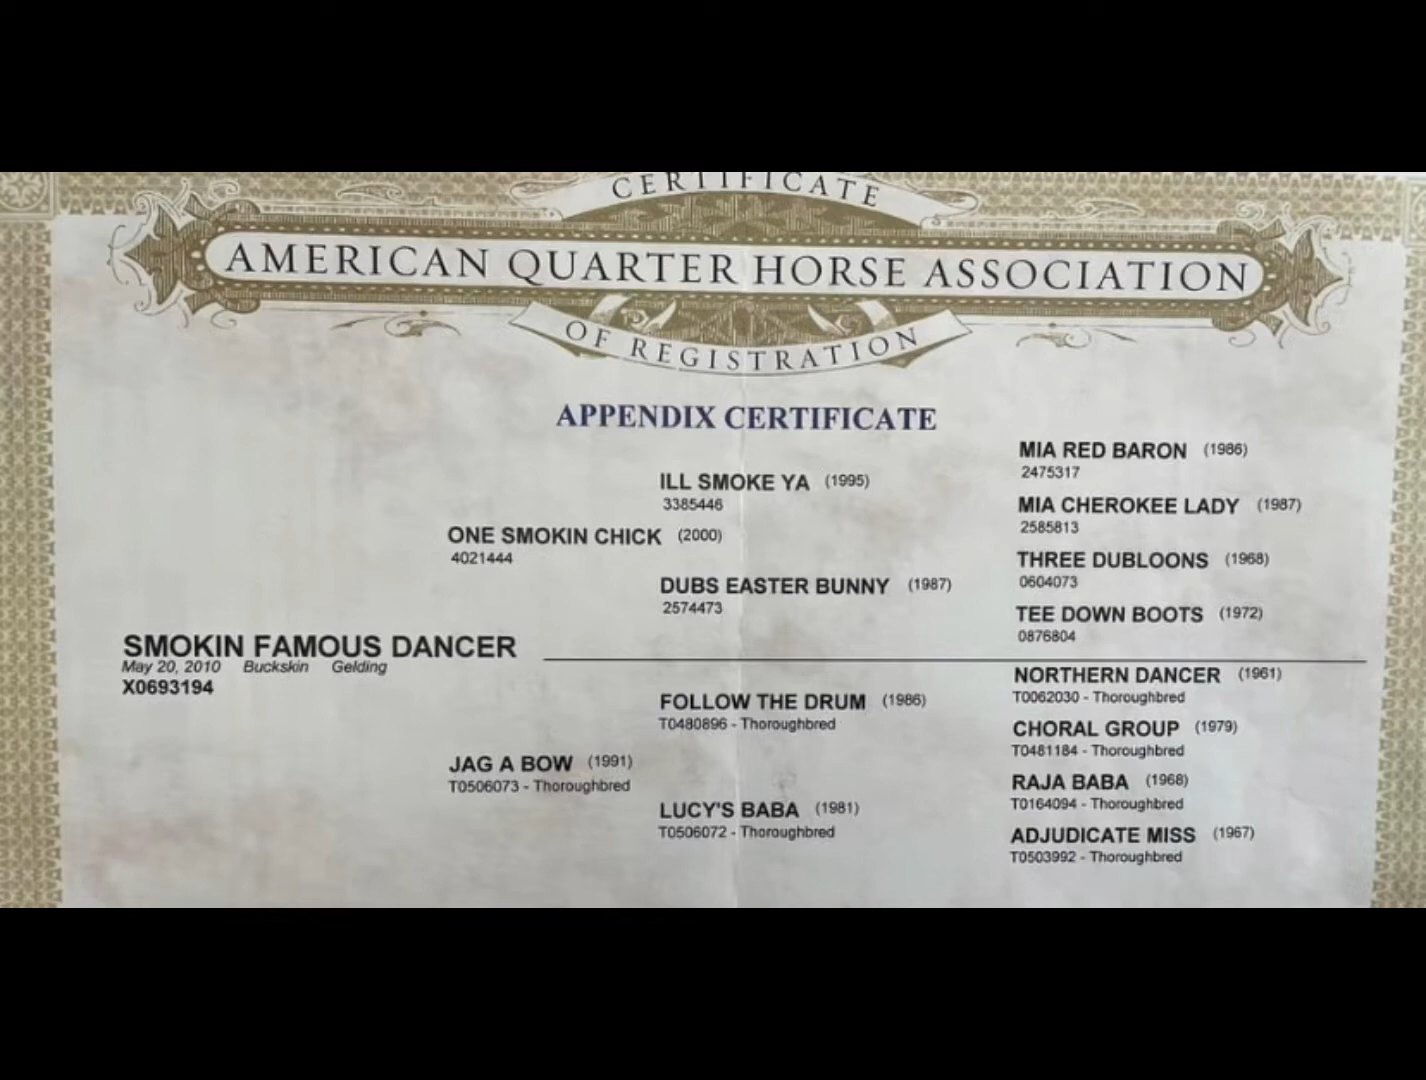 CERTIFICATE
AMERICAN QUARTER HORSE ASSOCIATION
OF REGISTRATION
APPENDIX CERTIFICATE
MIA RED BARON (1986)
2475317
ILL SMOKE YA (1995)
3385446
MIA CHEROKEE LADY (1987)
2585813
ONE SMOKIN CHICK (2000)
4021444
THREE DUBLOONS (1968)
0604073
DUBS EASTER BUNNY (1987)
2574473
TEE DOWN BOOTS (1972)
0876804
SMOKIN FAMOUS DANCER
May 20, 2010 Buckskin Gelding
X0693194
NORTHERN DANCER (1961)
T0062030 - Thoroughbred
FOLLOW THE DRUM (1986)
T0480896 - Thoroughbred
CHORAL GROUP (1979)
T0481184 - Thoroughbred
JAG A BOW (1991)
T0506073 - Thoroughbred
RAJA BABA (1968)
T0164094 - Thoroughbred
LUCY'S BABA (1981)
T0506072 - Thoroughbred
ADJUDICATE MISS (1967)
T0503992 - Thoroughbred